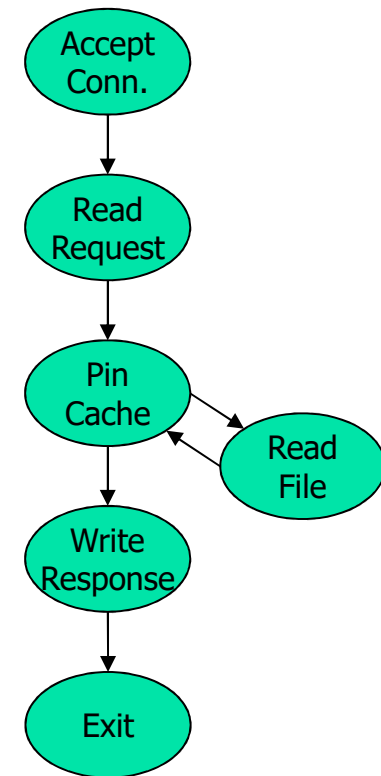 Accept
Conn.
Read
Request
Pin
Cache
Read
File
Write
Response
Exit